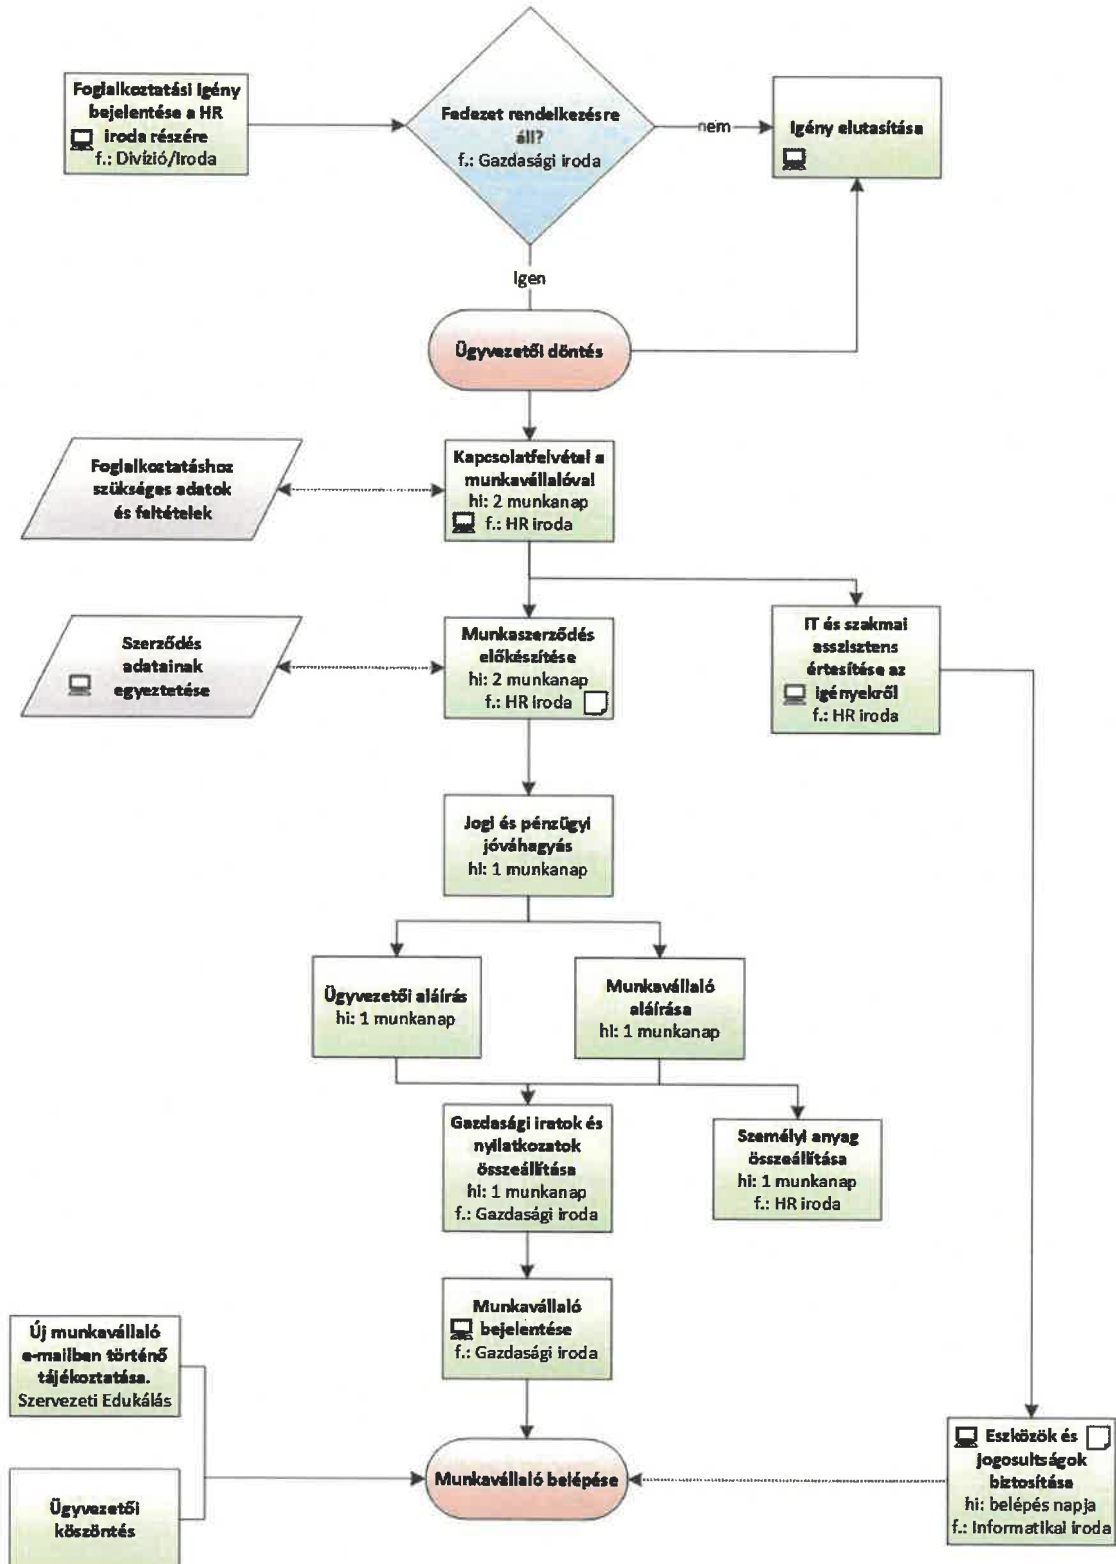 Foglalkoztatási igény
bejelentése a HR
iroda részére
f.: Divízió/Iroda
Fedezet rendelkezésre
áll?
f.: Gazdasági iroda
nem
Igény elutasítása
Igen
Ügyvezetői döntés
Foglalkoztatáshoz
szükséges adatok
és feltételek
Kapcsolatfelvétel a
munkavállalóval
hi: 2 munkanap
f.: HR iroda
Szerződés
adatainak
egyeztetése
Munkaszerződés
előkészítése
hi: 2 munkanap
f.: HR iroda
IT és szakmai
asszisztens
értesítése az
igényekről
f.: HR iroda
Jogi és pénzügyi
jóváhagyás
hi: 1 munkanap
Ügyvezetői aláírás
hi: 1 munkanap
Munkavállaló
aláírása
hi: 1 munkanap
Gazdasági iratok és
nyilatkozatok
összeállítása
hi: 1 munkanap
f.: Gazdasági iroda
Személyi anyag
összeállítása
hi: 1 munkanap
f.: HR iroda
Munkavállaló
bejelentése
f.: Gazdasági iroda
Új munkavállaló
e-mailben történő
tájékoztatása.
Szervezeti Edukálás
Ügyvezetői
köszöntés
Munkavállaló belépése
Eszközök és
jogosultságok
biztosítása
hi: belépés napja
f.: Informatikai iroda